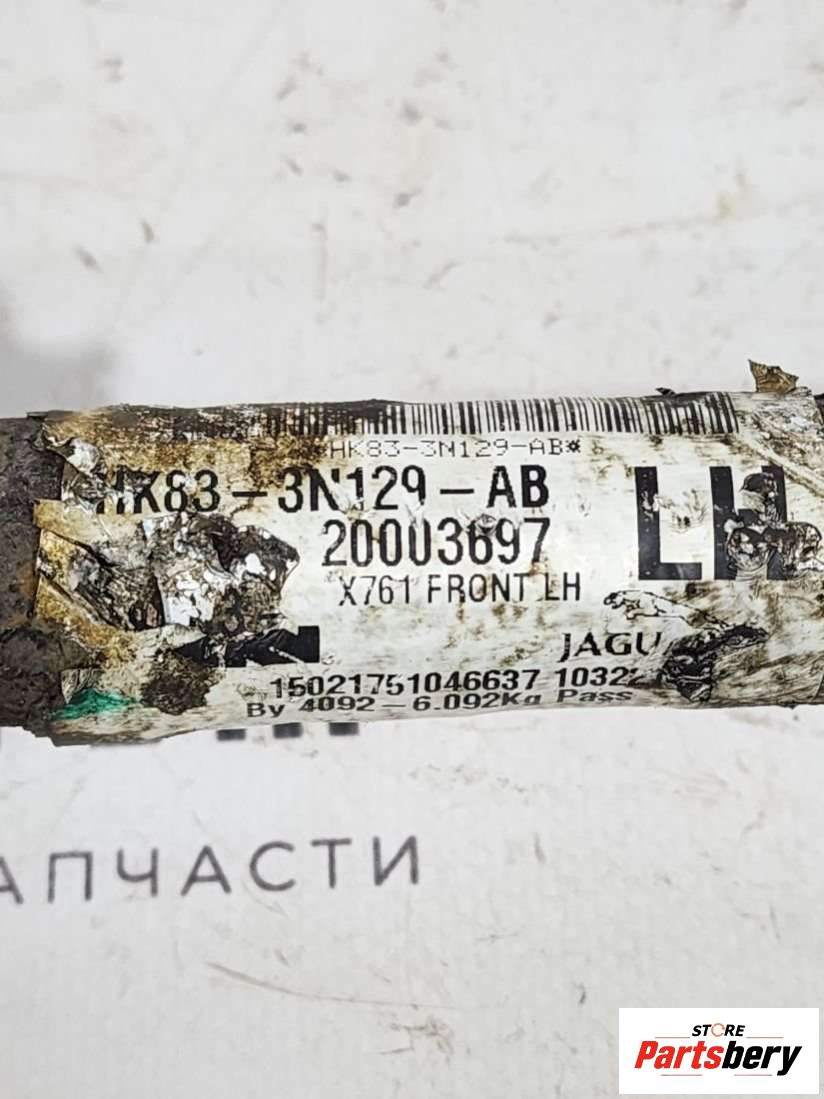 *HK83-3N129-AB*
HK83-3N129-AB
LH
20003697
X761 FRONT LH
JAGU
15021751046637
By 4092-6.092Kg Pass
АПЧАСТИ
STORE
Partsbery